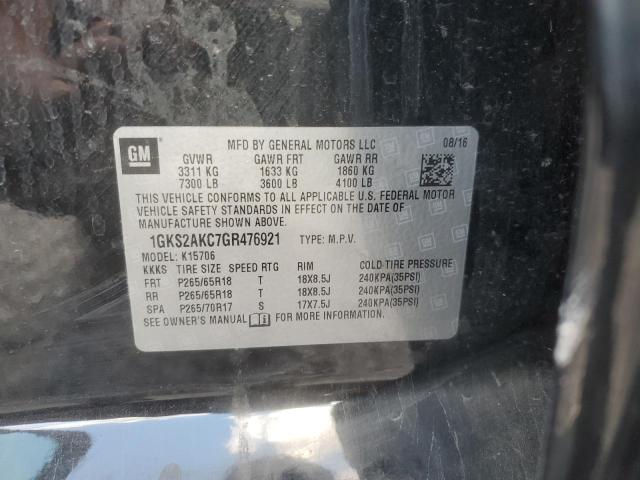 GM
MFD BY GENERAL MOTORS LLC 08/16
GVWR GAWR FRT GAWR RR
3311 KG 1633 KG 1860 KG
7300 LB 3600 LB 4100 LB
THIS VEHICLE CONFORMS TO ALL APPLICABLE U.S. FEDERAL MOTOR
VEHICLE SAFETY STANDARDS IN EFFECT ON THE DATE OF
MANUFACTURE SHOWN ABOVE.
1GKS2AKC7GR476921 TYPE: M.P.V.
MODEL: K15706
KKKS TIRE SIZE SPEED RTG RIM COLD TIRE PRESSURE
FRT P265/65R18 T 18X8.5J 240KPA(35PSI)
RR P265/65R18 T 18X8.5J 240KPA(35PSI)
SPA P265/70R17 S 17X7.5J 240KPA(35PSI)
SEE OWNER'S MANUAL FOR MORE INFORMATION.